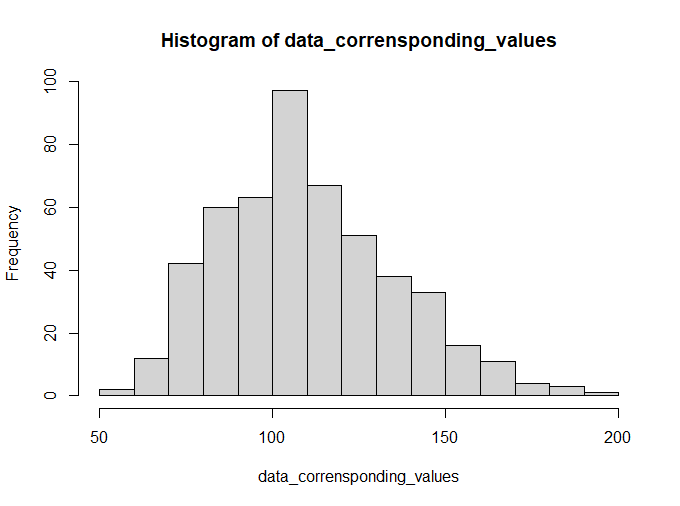 Histogram of data_corrensponding_values
Frequency
100
80
60
40
20
0
50 100 150 200
data_corrensponding_values